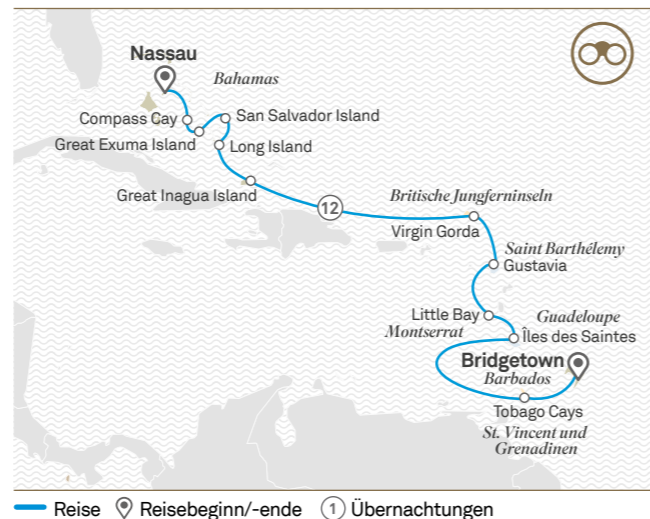 Nassau
Bahamas
Compass Cay
San Salvador Island
Great Exuma Island
Long Island
Great Inagua Island
12
Britische Jungferninseln
Virgin Gorda
Saint Barthélemy
Gustavia
Little Bay
Guadeloupe
Montserrat
Îles des Saintes
Bridgetown
Barbados
Tobago Cays
St. Vincent und
Grenadinen
Reise Reisebeginn/-ende 1 Übernachtungen